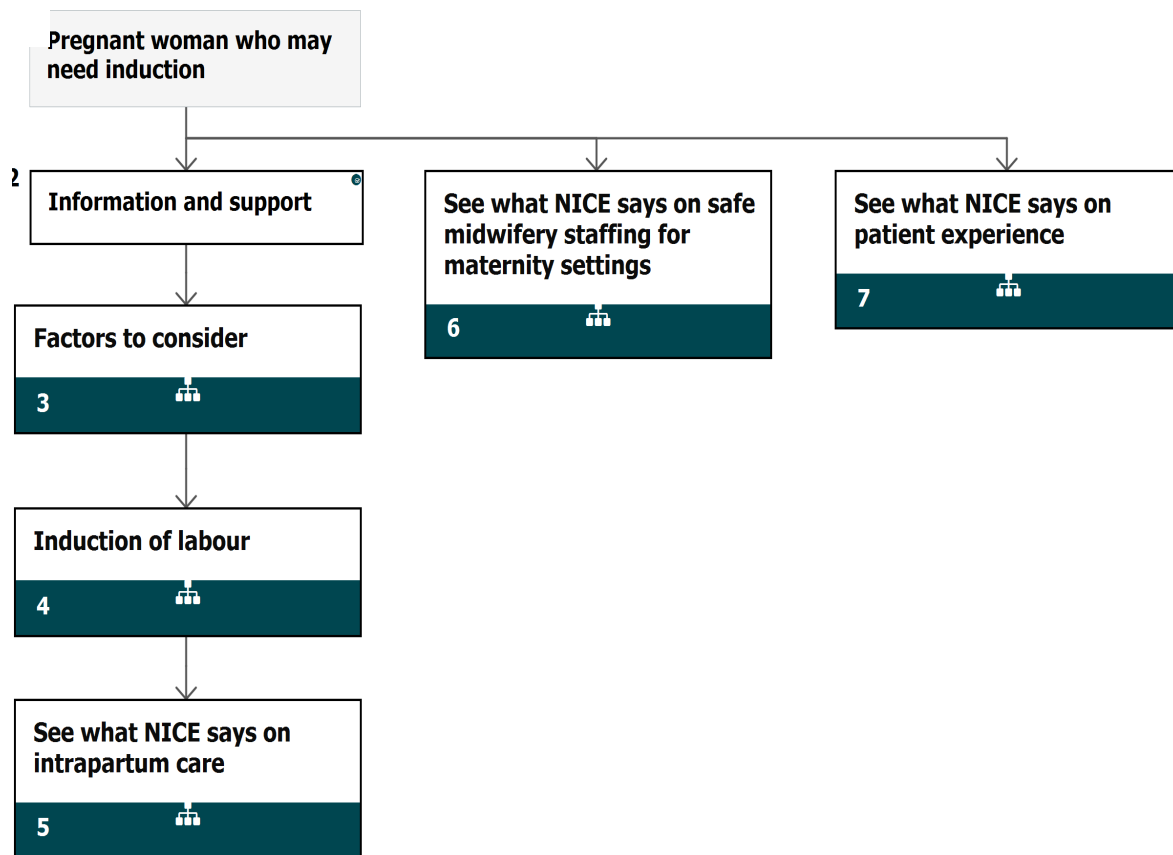 Pregnant woman who may
need induction
2
Information and support
See what NICE says on safe
midwifery staffing for
maternity settings
6
See what NICE says on
patient experience
7
Factors to consider
3
Induction of labour
4
See what NICE says on
intrapartum care
5